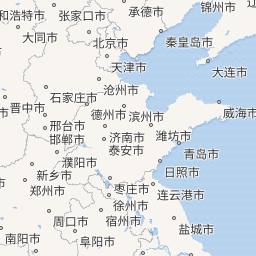 和浩特市
张家口市
承德市
锦州市
大同市
北京市
秦皇岛市
天津市
大连市
沧州市
石家庄市
晋中市
德州市
滨州市
威海市
邢台市
潍坊市
邯郸市
济南市
泰安市
青岛市
濮阳市
日照市
新乡市
郑州市
枣庄市
连云港市
徐州市
周口市
宿州市
盐城市
南阳市
阜阳市